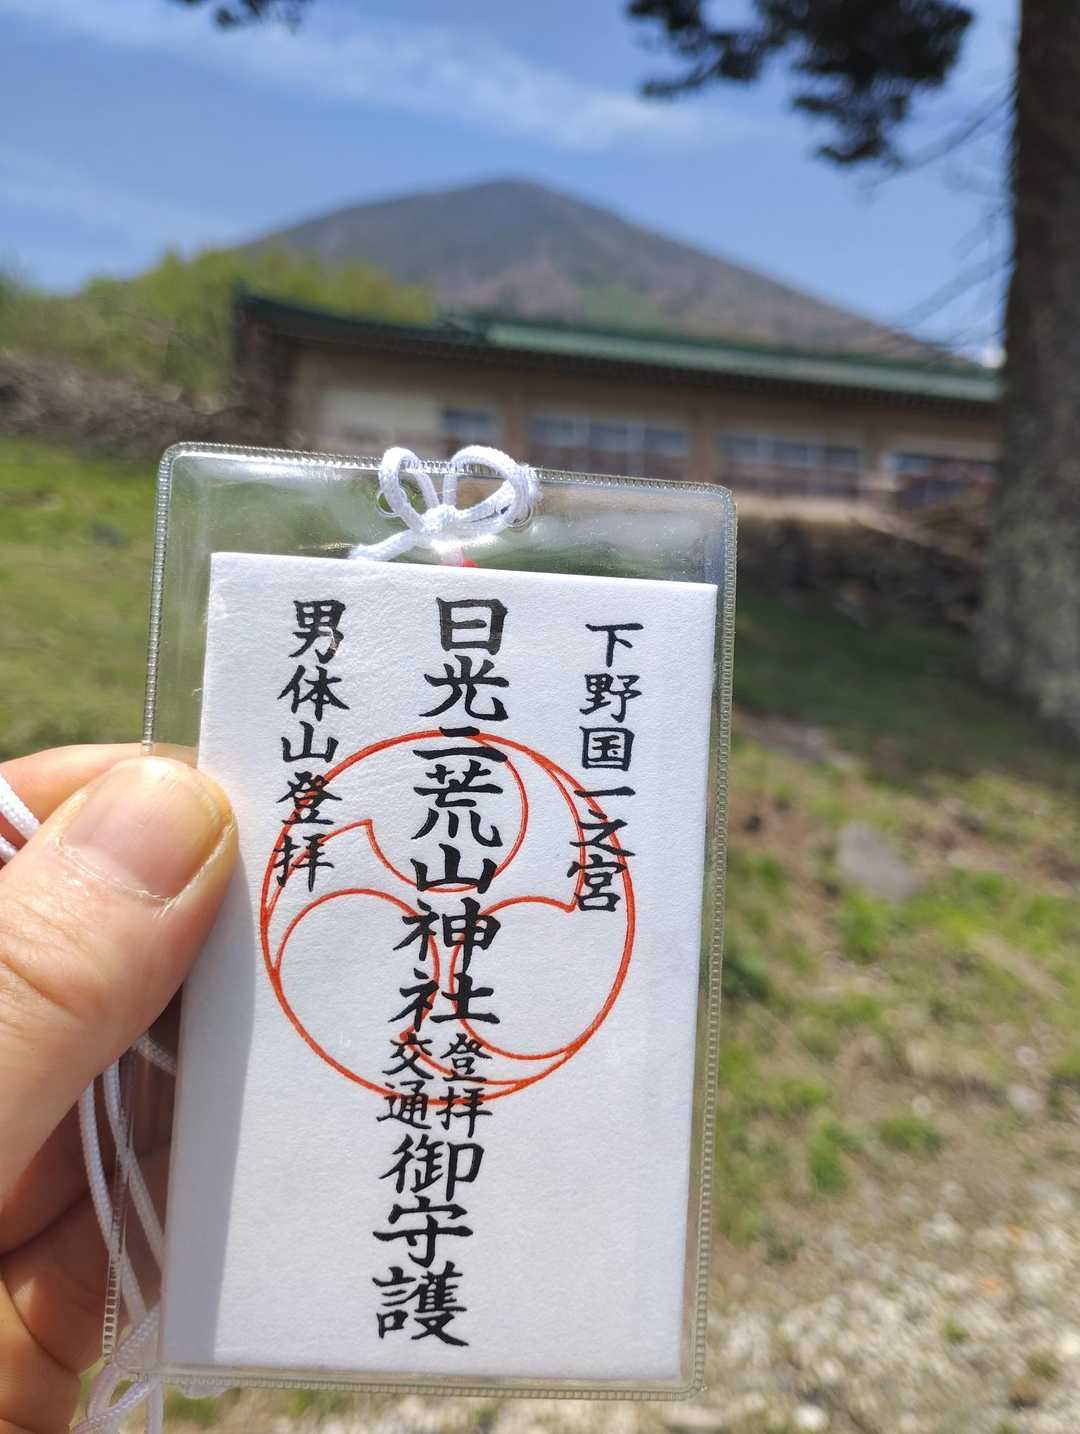 下野国一之宮
日光二荒山神社
登拝
交通
御守護
男体山登拝